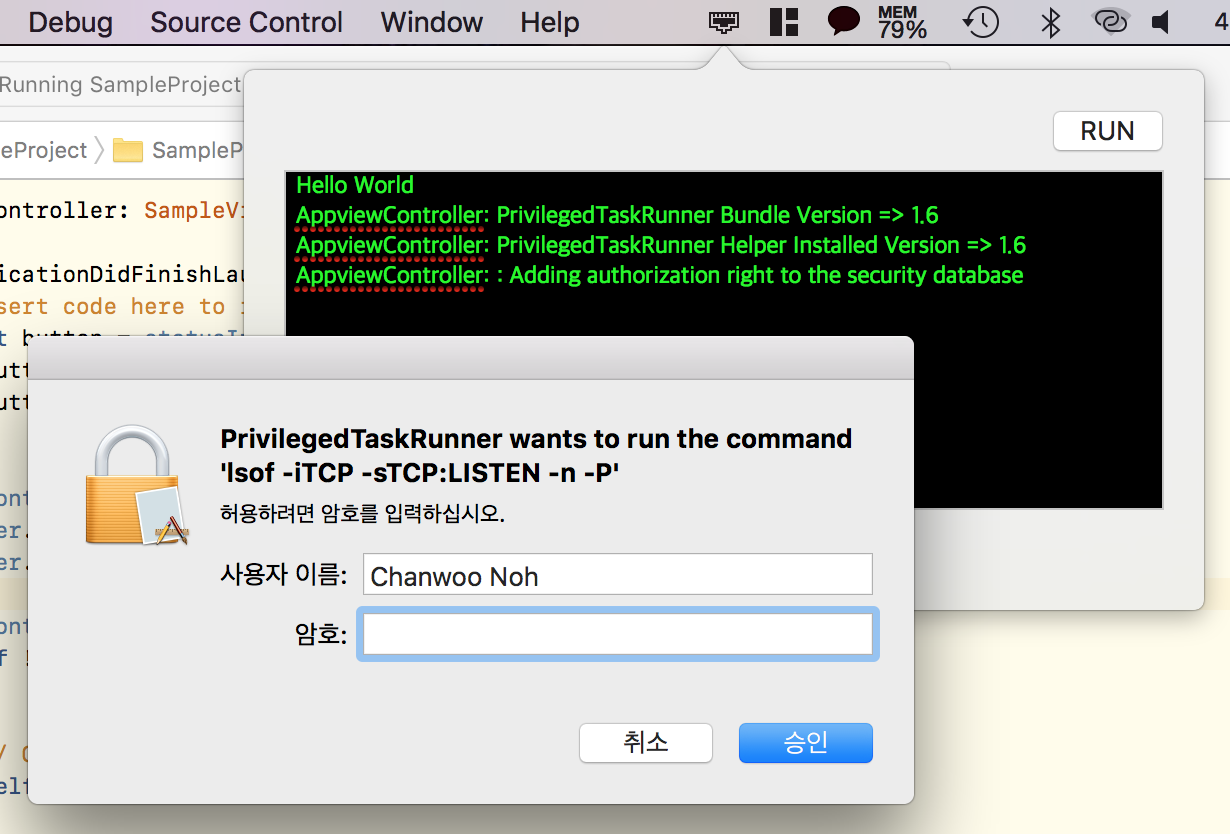 Debug Source Control Window Help MEM 79% 4
Running SampleProject
eProject SampleP
RUN
Hello World
AppviewController: PrivilegedTaskRunner Bundle Version => 1.6
AppviewController: PrivilegedTaskRunner Helper Installed Version => 1.6
AppviewController: : Adding authorization right to the security database
ontroller: SampleVi
icationDidFinishLau
sert code here to i
t button = statusI
utt
utt
ont
er.
er.
ont
f !
/
elf
PrivilegedTaskRunner wants to run the command
'lsof -iTCP -sTCP:LISTEN -n -P'
허용하려면 암호를 입력하십시오.
사용자 이름: Chanwoo Noh
암호:
취소 승인